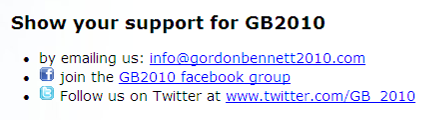 Show your support for GB2010
by emailing us: info@gordonbennett2010.com
join the GB2010 facebook group
Follow us on Twitter at www.twitter.com/GB_2010